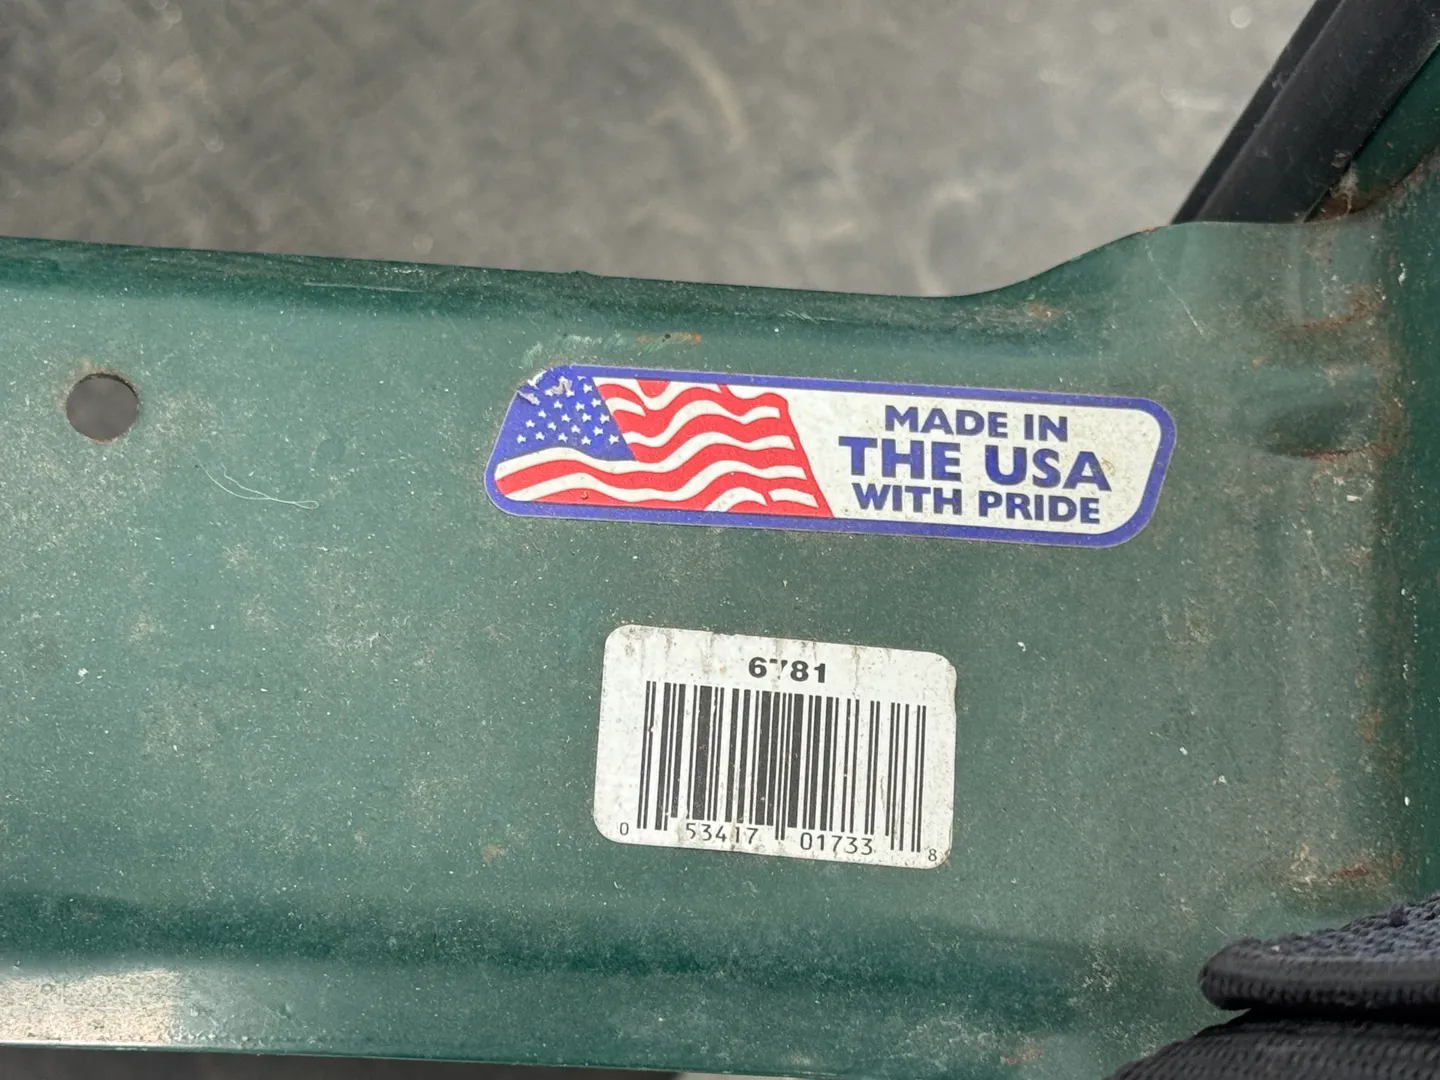 MADE IN
THE USA
WITH PRIDE
6781
0 53417 01733 8